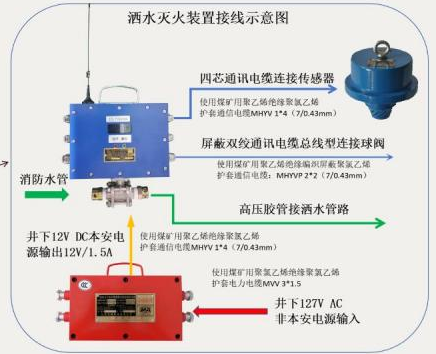 洒水灭火装置接线示意图
四芯通讯电缆连接传感器
使用煤矿用聚乙烯绝缘聚氯乙烯
护套通信电缆MHYV 1*4（7/0.43mm）
屏蔽双绞通讯电缆总线型连接球阀
使用煤矿用聚乙烯绝缘编织屏蔽聚氯乙烯
护套通信电缆：MHYVP 2*2（7/0.43mm）
消防水管
高压胶管接洒水管路
井下12V DC本安电
源输出12V/1.5A
使用煤矿用聚乙烯绝缘聚氯乙烯
护套通信电缆MHYV 1*4（7/0.43mm）
使用煤矿用聚氯乙烯绝缘聚氯乙烯
护套电力电缆MVV 3*1.5
井下127V AC
非本安电源输入